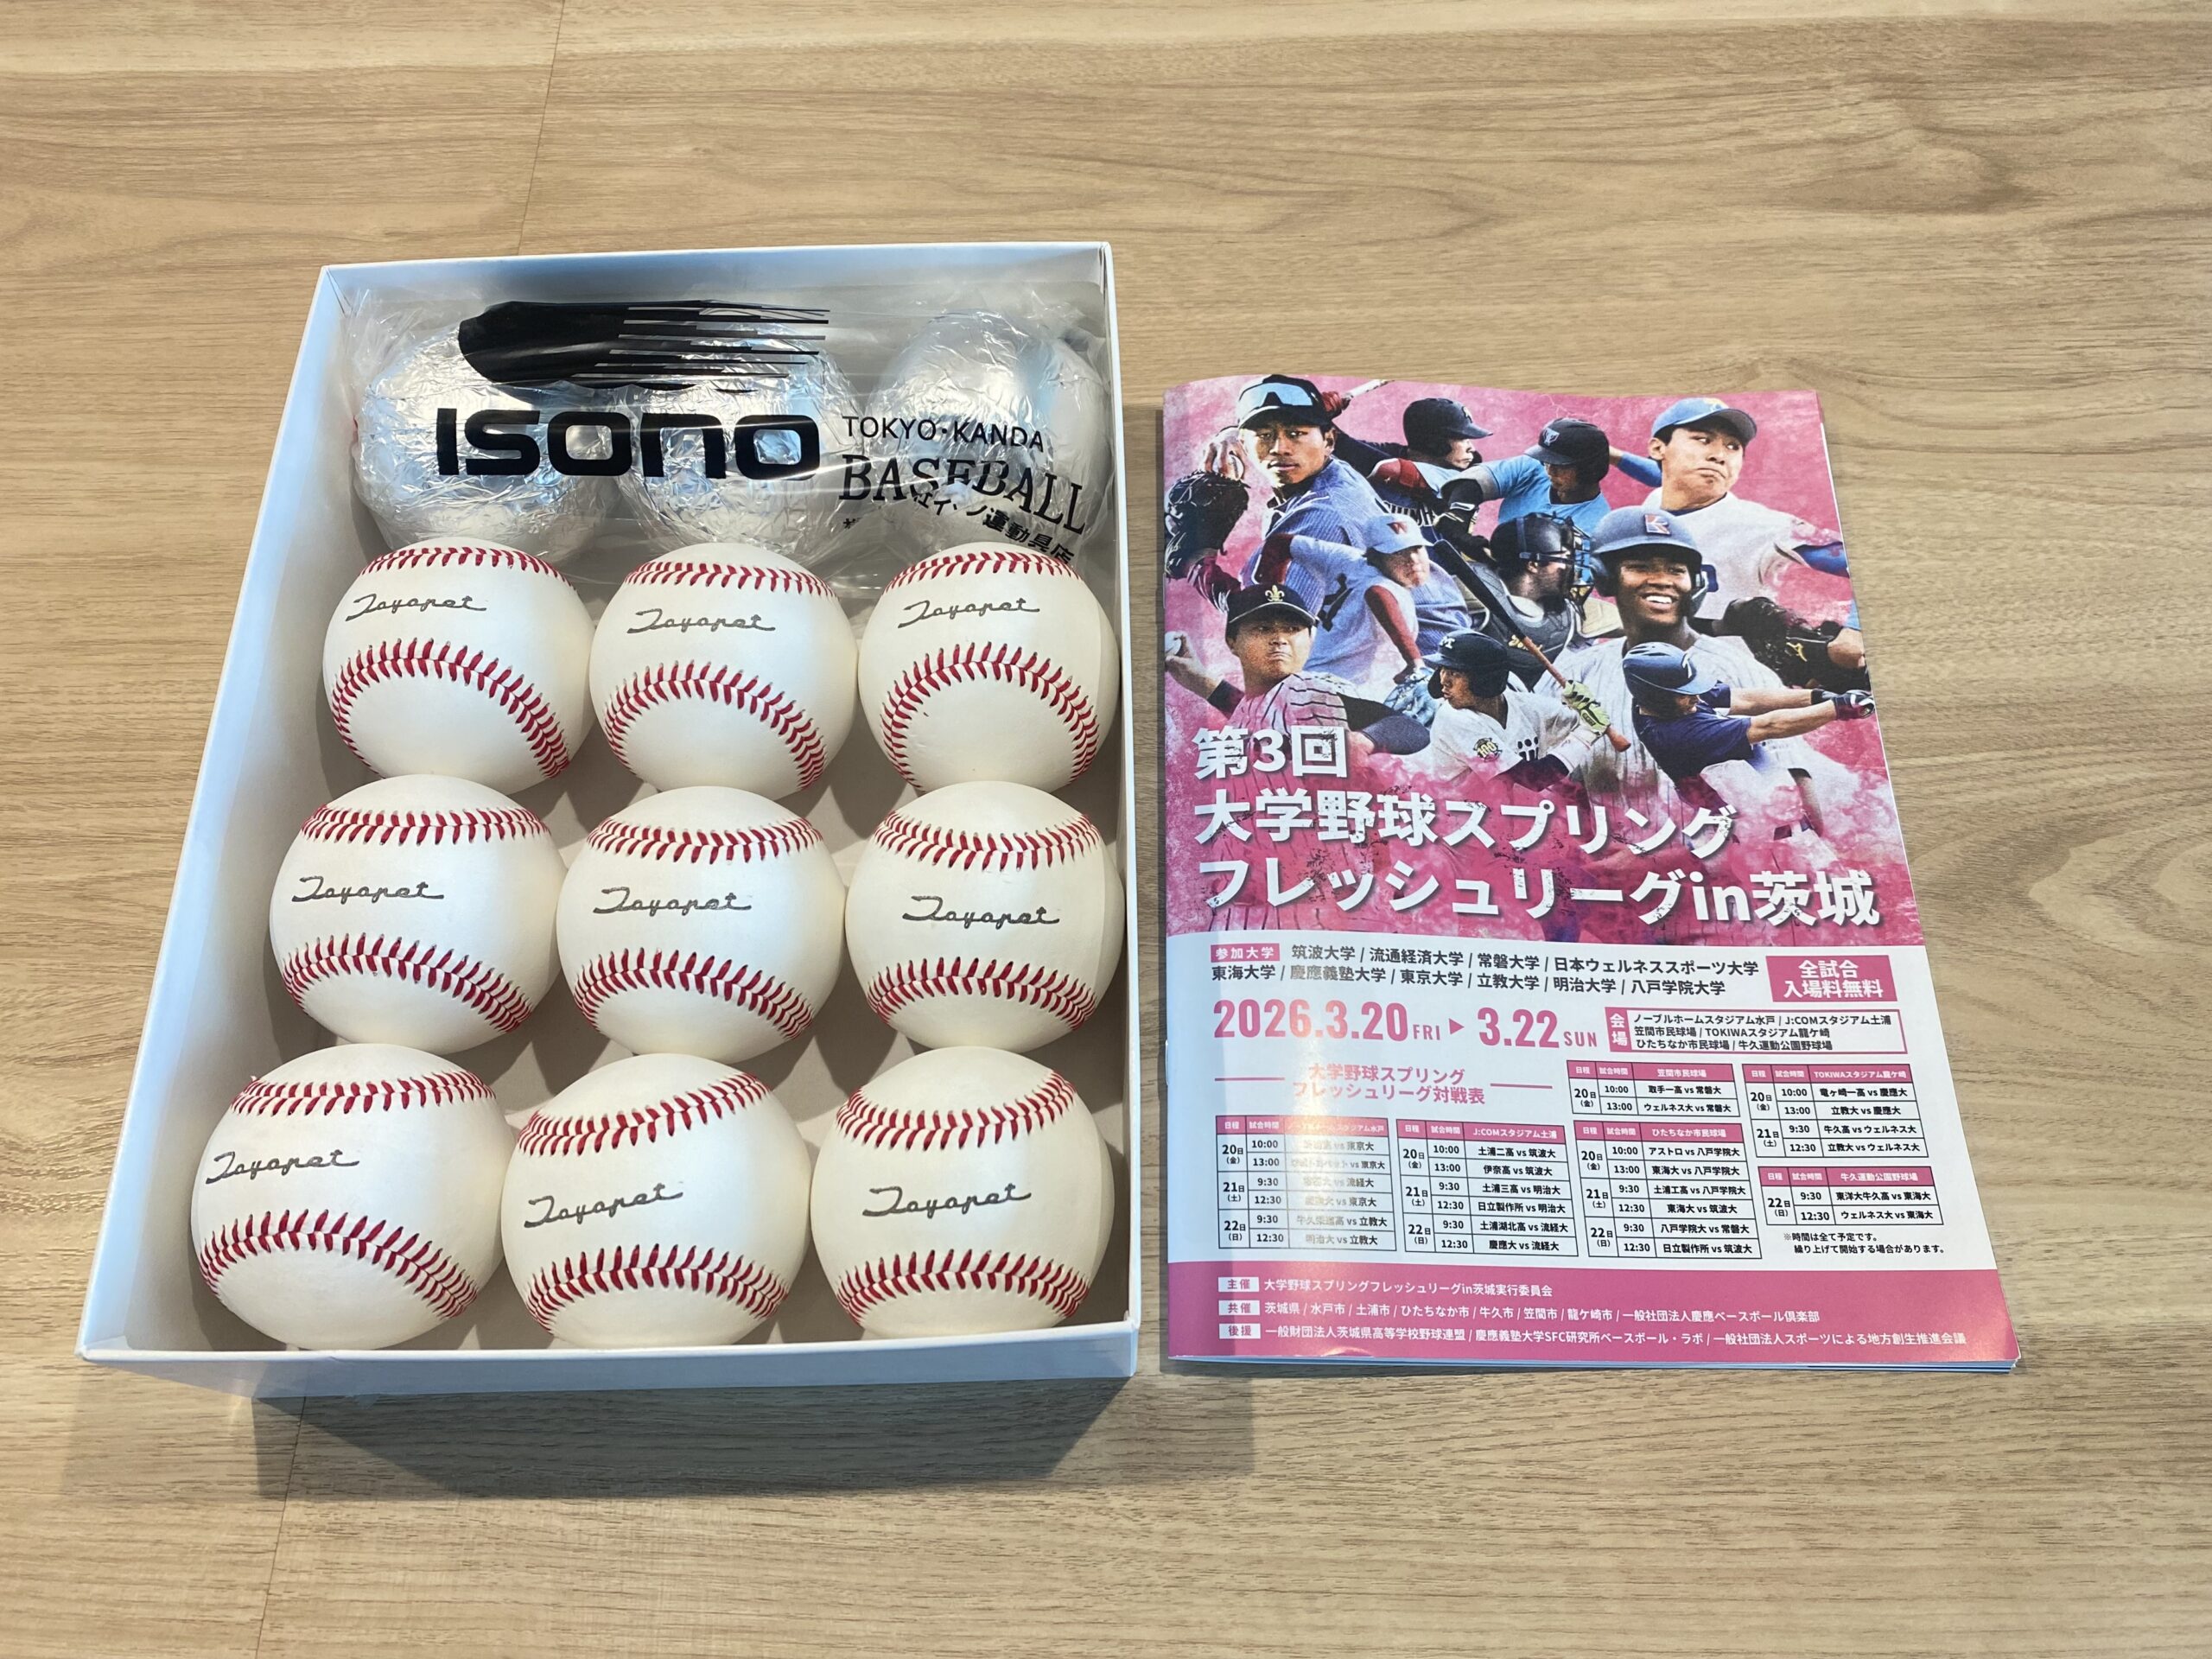 ISONO
TOKYO・KANDA
BASEBALL
運動具店
Toyopet
Toyopet
Toyopet
Toyopet
Toyopet
Toyopet
Toyopet
Toyopet
Toyopet
第3回
大学野球スプリング
フレッシュリーグin茨城
参加大学 筑波大学 / 流通経済大学 / 常磐大学 / 日本ウェルネススポーツ大学
東海大学 / 慶應義塾大学 / 東京大学 / 立教大学 / 明治大学 / 八戸学院大学
全試合
入場料無料
2026.3.20 FRI ▶ 3.22 SUN
会場
ノーブルホームスタジアム水戸 / J:COMスタジアム土浦
笠間市民球場 / TOKIWAスタジアム龍ケ崎
ひたちなか市民球場 / 牛久運動公園野球場
大学野球スプリング
フレッシュリーグ対戦表
日程 試合時間
20日(金) 10:00 vs 東京大
13:00 vs 東京大
21日(土) 9:30 vs 流経大
12:30 vs 東京大
22日(日) 9:30 vs 立教大
12:30 明治大 vs 立教大
日程 試合時間 J:COMスタジアム土浦
20日(金) 10:00 土浦二高 vs 筑波大
13:00 伊奈高 vs 筑波大
21日(土) 9:30 土浦三高 vs 明治大
12:30 日立製作所 vs 明治大
22日(日) 9:30 土浦湖北高 vs 流経大
12:30 慶應大 vs 流経大
日程 試合時間 笠間市民球場
20日(金) 10:00 取手一高 vs 常磐大
13:00 ウェルネス大 vs 常磐大
日程 試合時間 ひたちなか市民球場
20日(金) 10:00 アストロ vs 八戸学院大
13:00 東海大 vs 八戸学院大
21日(土) 9:30 土浦工高 vs 八戸学院大
12:30 東海大 vs 筑波大
22日(日) 9:30 八戸学院大 vs 常磐大
12:30 日立製作所 vs 筑波大
日程 試合時間 TOKIWAスタジアム龍ケ崎
20日(金) 10:00 竜ヶ崎一高 vs 慶應大
13:00 立教大 vs 慶應大
21日(土) 9:30 牛久高 vs ウェルネス大
12:30 立教大 vs ウェルネス大
日程 試合時間 牛久運動公園野球場
22日(日) 9:30 東洋大牛久高 vs 東海大
12:30 ウェルネス大 vs 東海大
※時間は全て予定です。
繰り上げて開始する場合があります。
主催 大学野球スプリングフレッシュリーグin茨城実行委員会
共催 茨城県 / 水戸市 / 土浦市 / ひたちなか市 / 牛久市 / 笠間市 / 龍ケ崎市 / 一般社団法人慶應ベースボール倶楽部
後援 一般財団法人茨城県高等学校野球連盟 / 慶應義塾大学SFC研究所ベースボール・ラボ / 一般社団法人スポーツによる地方創生推進会議